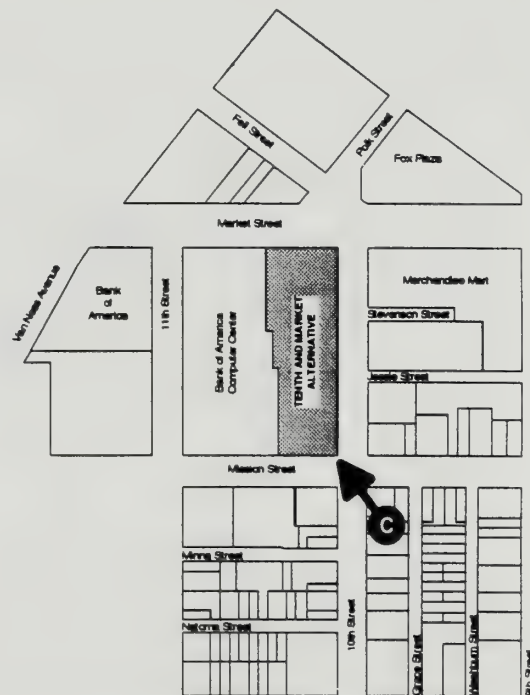 Fell Street
Polk Street
Fox Plaza
Market Street
Van Ness Avenue
Bank
of
America
11th Street
Bank of America
Computer Center
TENTH AND MARKET
ALTERNATIVE
Merchandise Mart
Stevenson Street
Jessie Street
Mission Street
C
Minna Street
Natoma Street
10th Street
Grace Street
Washburn Street
Street